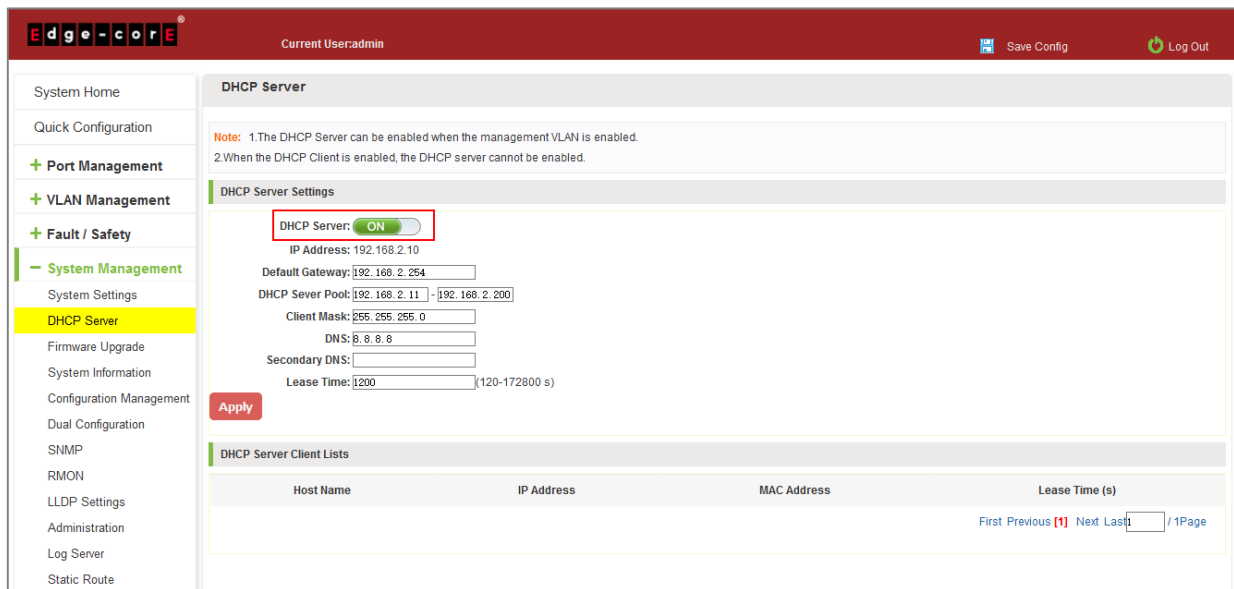 Edge-corE®
Current User:admin
Save Config
Log Out
System Home
Quick Configuration
+ Port Management
+ VLAN Management
+ Fault / Safety
− System Management
System Settings
DHCP Server
Firmware Upgrade
System Information
Configuration Management
Dual Configuration
SNMP
RMON
LLDP Settings
Administration
Log Server
Static Route
DHCP Server
Note: 1.The DHCP Server can be enabled when the management VLAN is enabled.
2.When the DHCP Client is enabled, the DHCP server cannot be enabled.
DHCP Server Settings
DHCP Server: ON
IP Address: 192.168.2.10
Default Gateway: 192.168.2.254
DHCP Sever Pool: 192.168.2.11 - 192.168.2.200
Client Mask: 255.255.255.0
DNS: 8.8.8.8
Secondary DNS:
Lease Time: 1200 (120-172800 s)
Apply
DHCP Server Client Lists
Host Name IP Address MAC Address Lease Time (s)
First Previous [1] Next Last 1 / 1Page